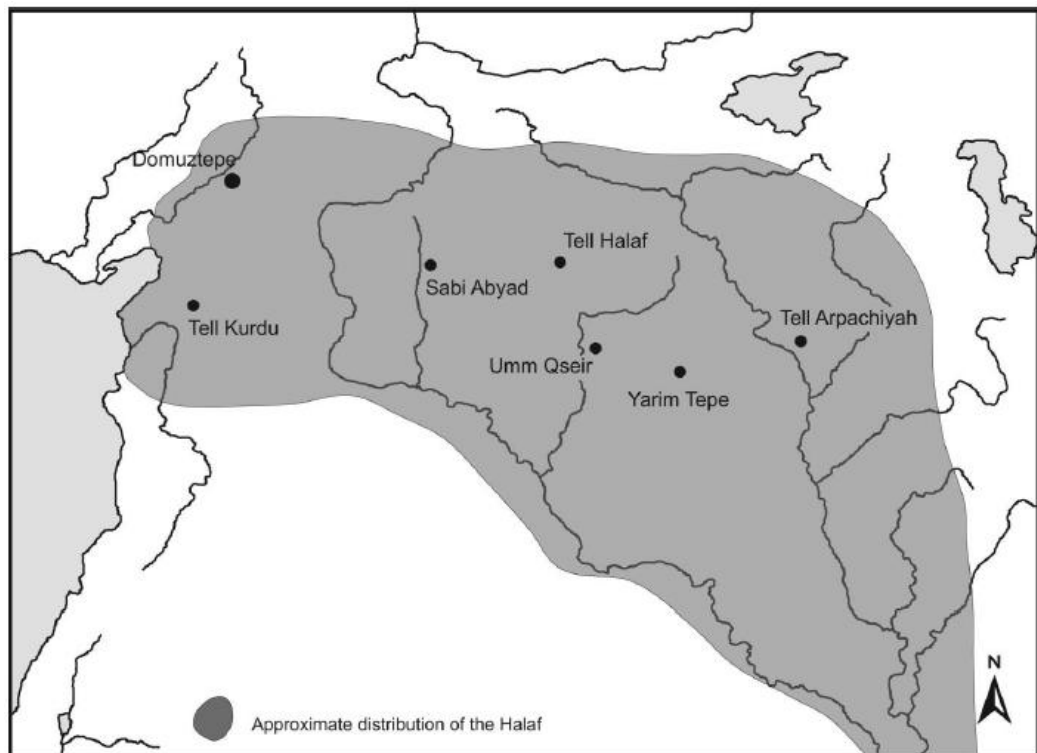 Domuztepe
Tell Halaf
Sabi Abyad
Tell Kurdu
Tell Arpachiyah
Umm Qseir
Yarim Tepe
N
Approximate distribution of the Halaf